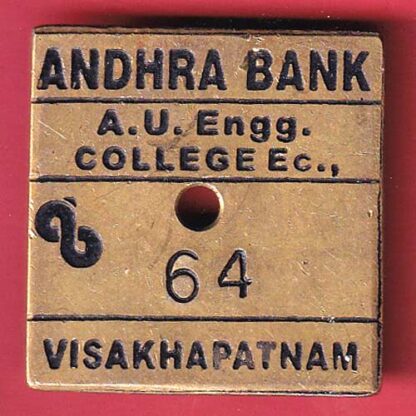 ANDHRA BANK
A.U. Engg.
COLLEGE Ec.,
64
VISAKHAPATNAM